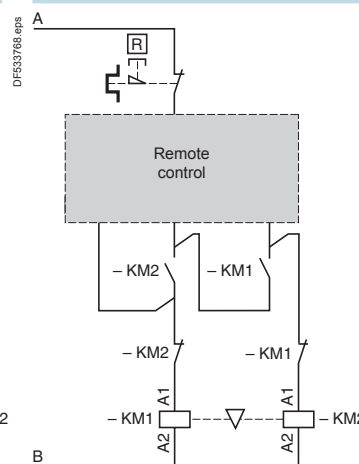 DF533768.eps
A
R
Remote
control
– KM2
– KM1
– KM2
– KM1
A1
A1
2
– KM1
– KM2
A2
A2
B